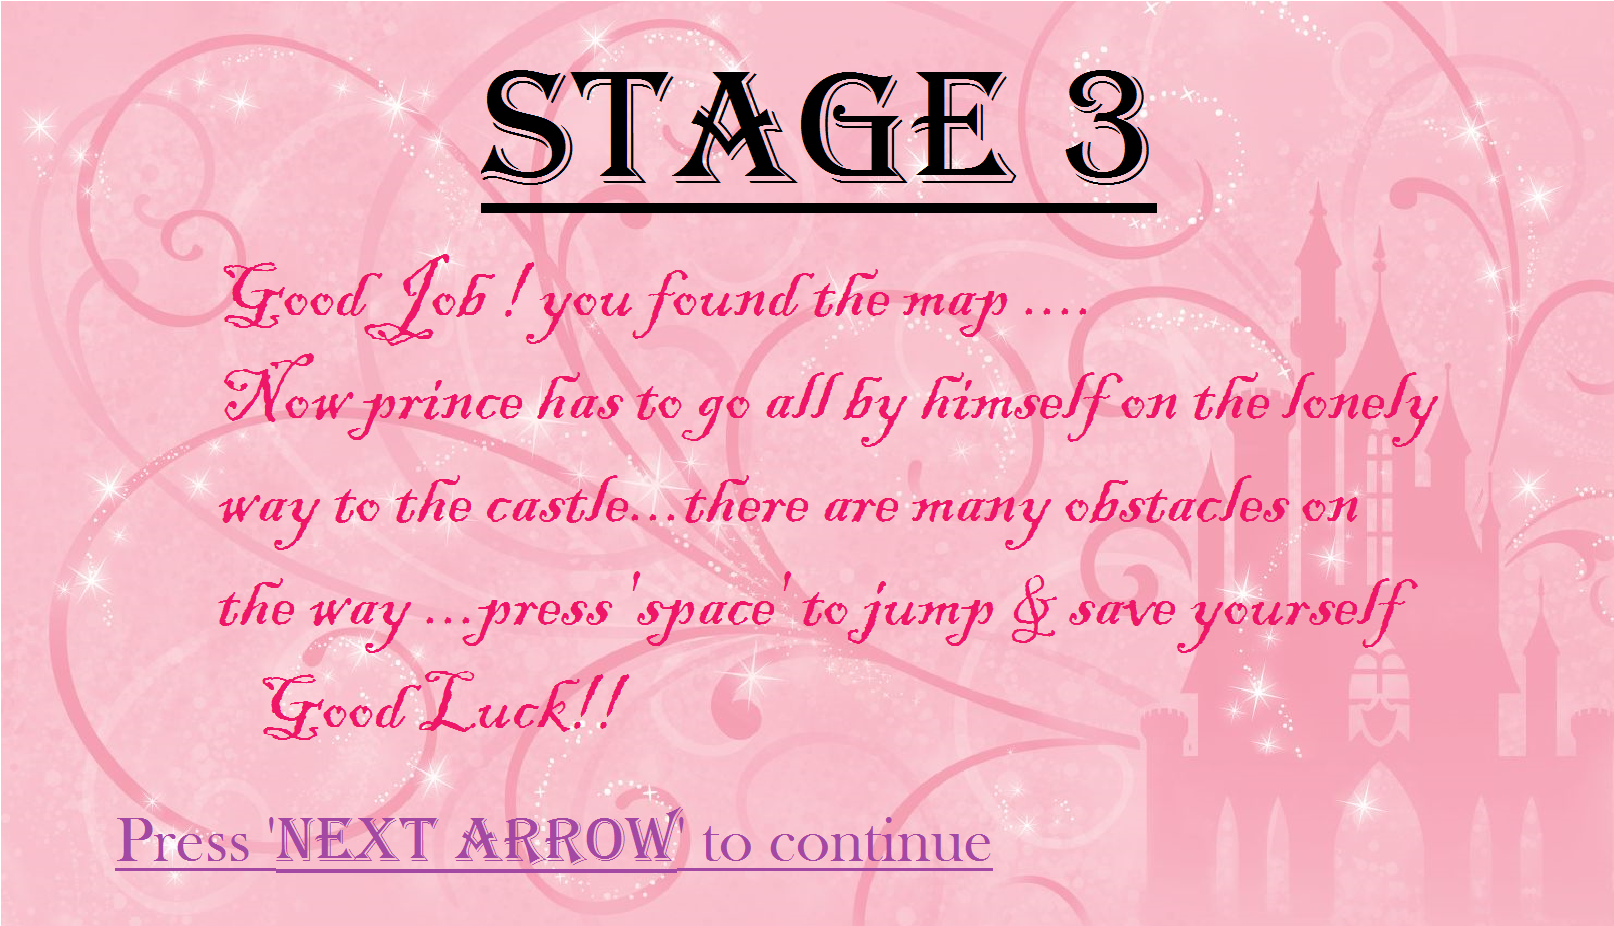 STAGE 3
Good Job ! you found the map ....
Now prince has to go all by himself on the lonely
way to the castle...there are many obstacles on
the way ...press 'space' to jump & save yourself
Good Luck!!
Press 'NEXT ARROW' to continue